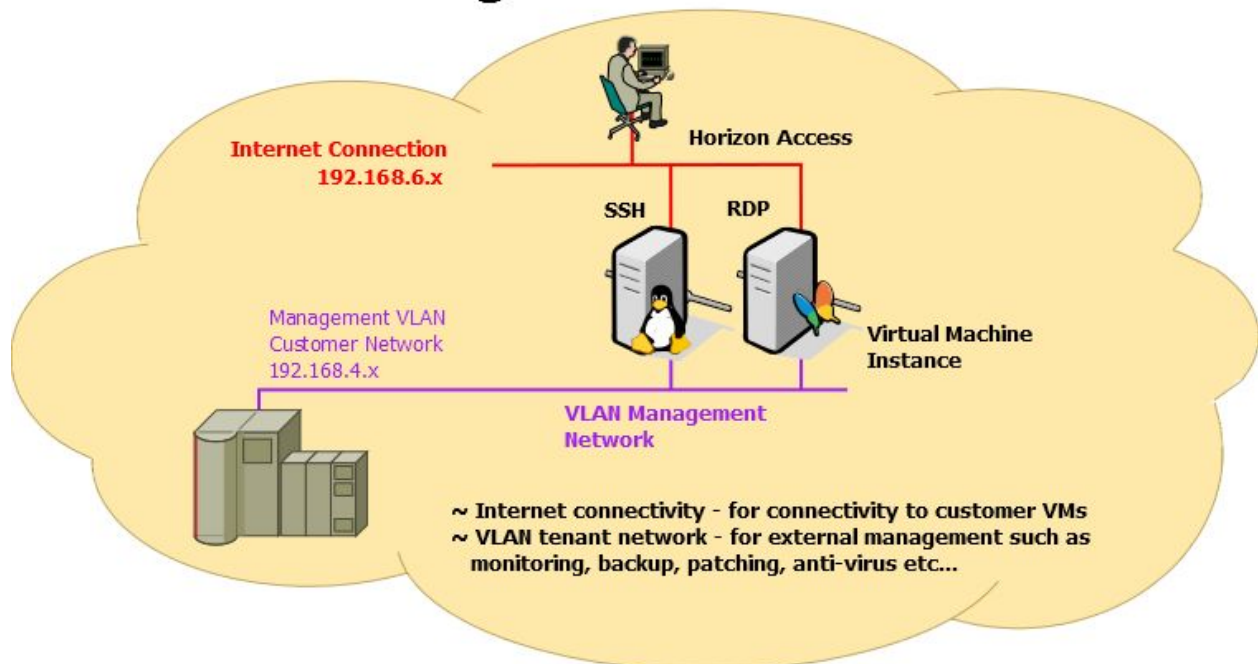 Horizon Access
Internet Connection
192.168.6.x
SSH
RDP
Management VLAN
Customer Network
192.168.4.x
Virtual Machine
Instance
VLAN Management
Network
~ Internet connectivity - for connectivity to customer VMs
~ VLAN tenant network - for external management such as
monitoring, backup, patching, anti-virus etc...